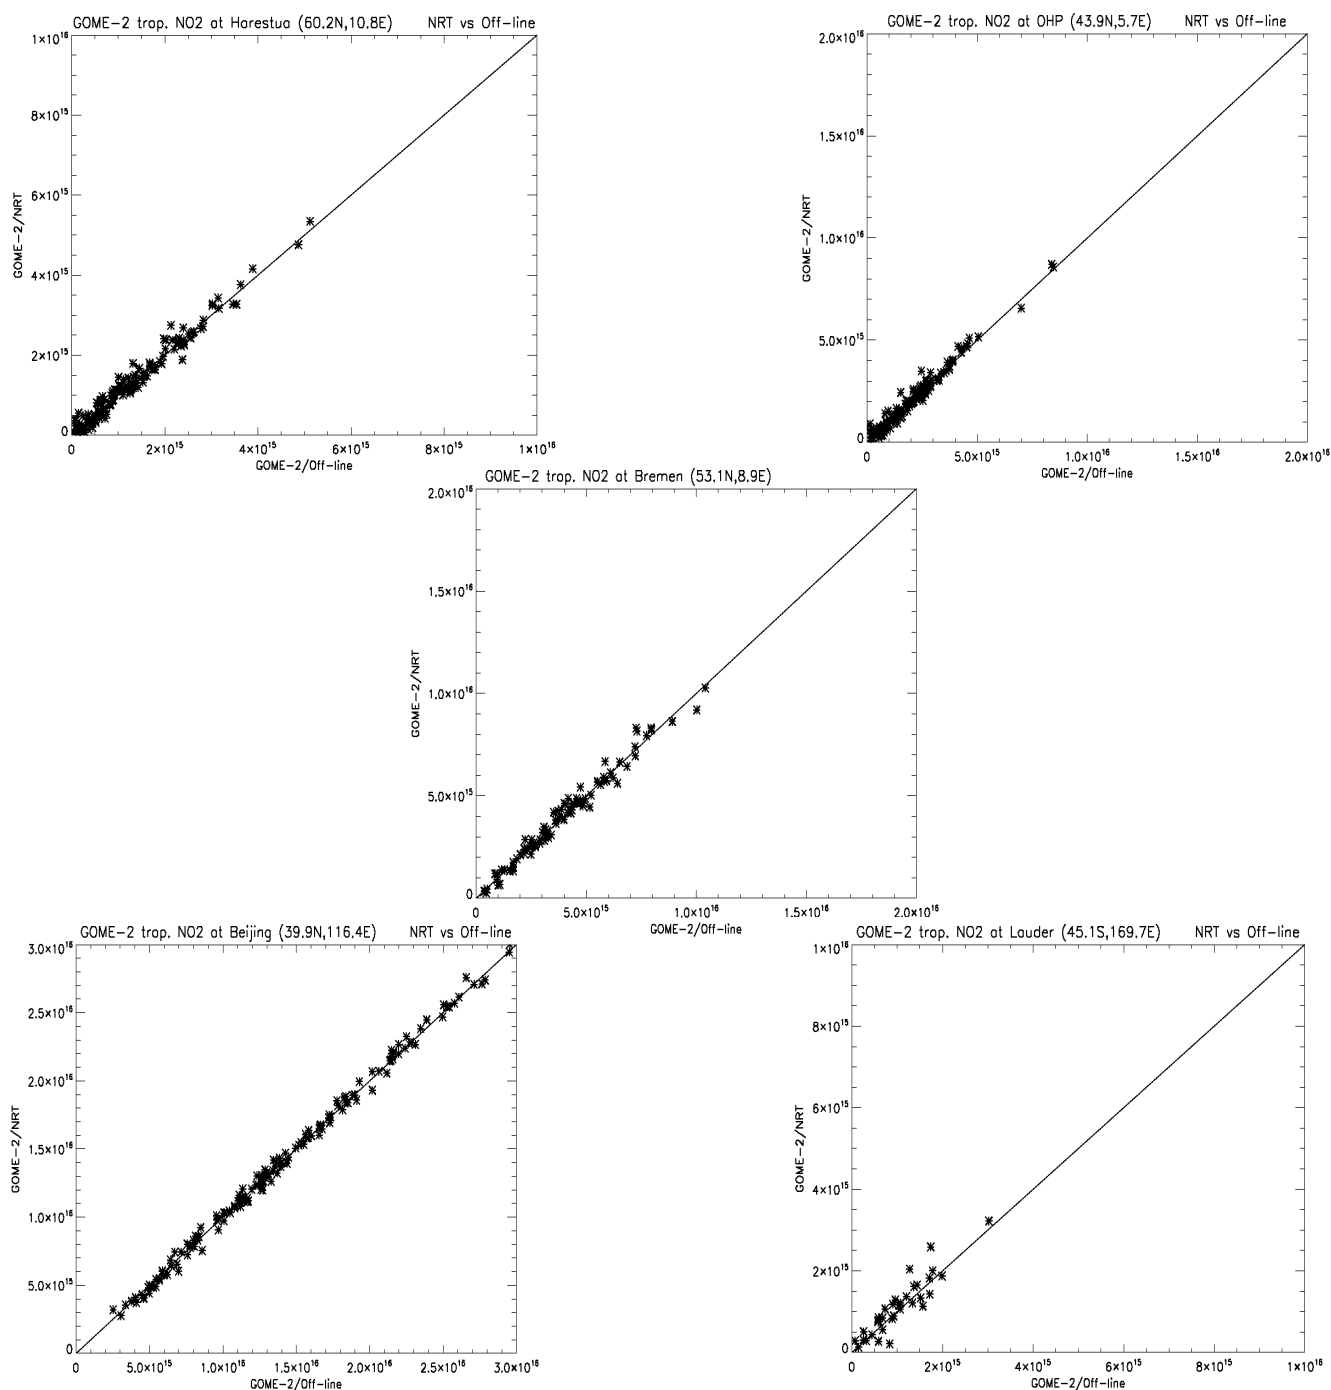 GOME-2 trop. NO2 at Harestua (60.2N,10.8E) NRT vs Off-line
1×10¹⁶
8×10¹⁵
6×10¹⁵
4×10¹⁵
2×10¹⁵
0
GOME-2/NRT
0 2×10¹⁵ 4×10¹⁵ 6×10¹⁵ 8×10¹⁵ 1×10¹⁶
GOME-2/Off-line
GOME-2 trop. NO2 at OHP (43.9N,5.7E) NRT vs Off-line
2.0×10¹⁶
1.5×10¹⁶
1.0×10¹⁶
5.0×10¹⁵
0
GOME-2/NRT
0 5.0×10¹⁵ 1.0×10¹⁶ 1.5×10¹⁶ 2.0×10¹⁶
GOME-2/Off-line
GOME-2 trop. NO2 at Bremen (53.1N,8.9E)
2.0×10¹⁶
1.5×10¹⁶
1.0×10¹⁶
5.0×10¹⁵
0
GOME-2/NRT
0 5.0×10¹⁵ 1.0×10¹⁶ 1.5×10¹⁶ 2.0×10¹⁶
GOME-2/Off-line
GOME-2 trop. NO2 at Beijing (39.9N,116.4E) NRT vs Off-line
3.0×10¹⁶
2.5×10¹⁶
2.0×10¹⁶
1.5×10¹⁶
1.0×10¹⁶
5.0×10¹⁵
0
GOME-2/NRT
0 5.0×10¹⁵ 1.0×10¹⁶ 1.5×10¹⁶ 2.0×10¹⁶ 2.5×10¹⁶ 3.0×10¹⁶
GOME-2/Off-line
GOME-2 trop. NO2 at Lauder (45.1S,169.7E) NRT vs Off-line
1×10¹⁶
8×10¹⁵
6×10¹⁵
4×10¹⁵
2×10¹⁵
0
GOME-2/NRT
0 2×10¹⁵ 4×10¹⁵ 6×10¹⁵ 8×10¹⁵ 1×10¹⁶
GOME-2/Off-line